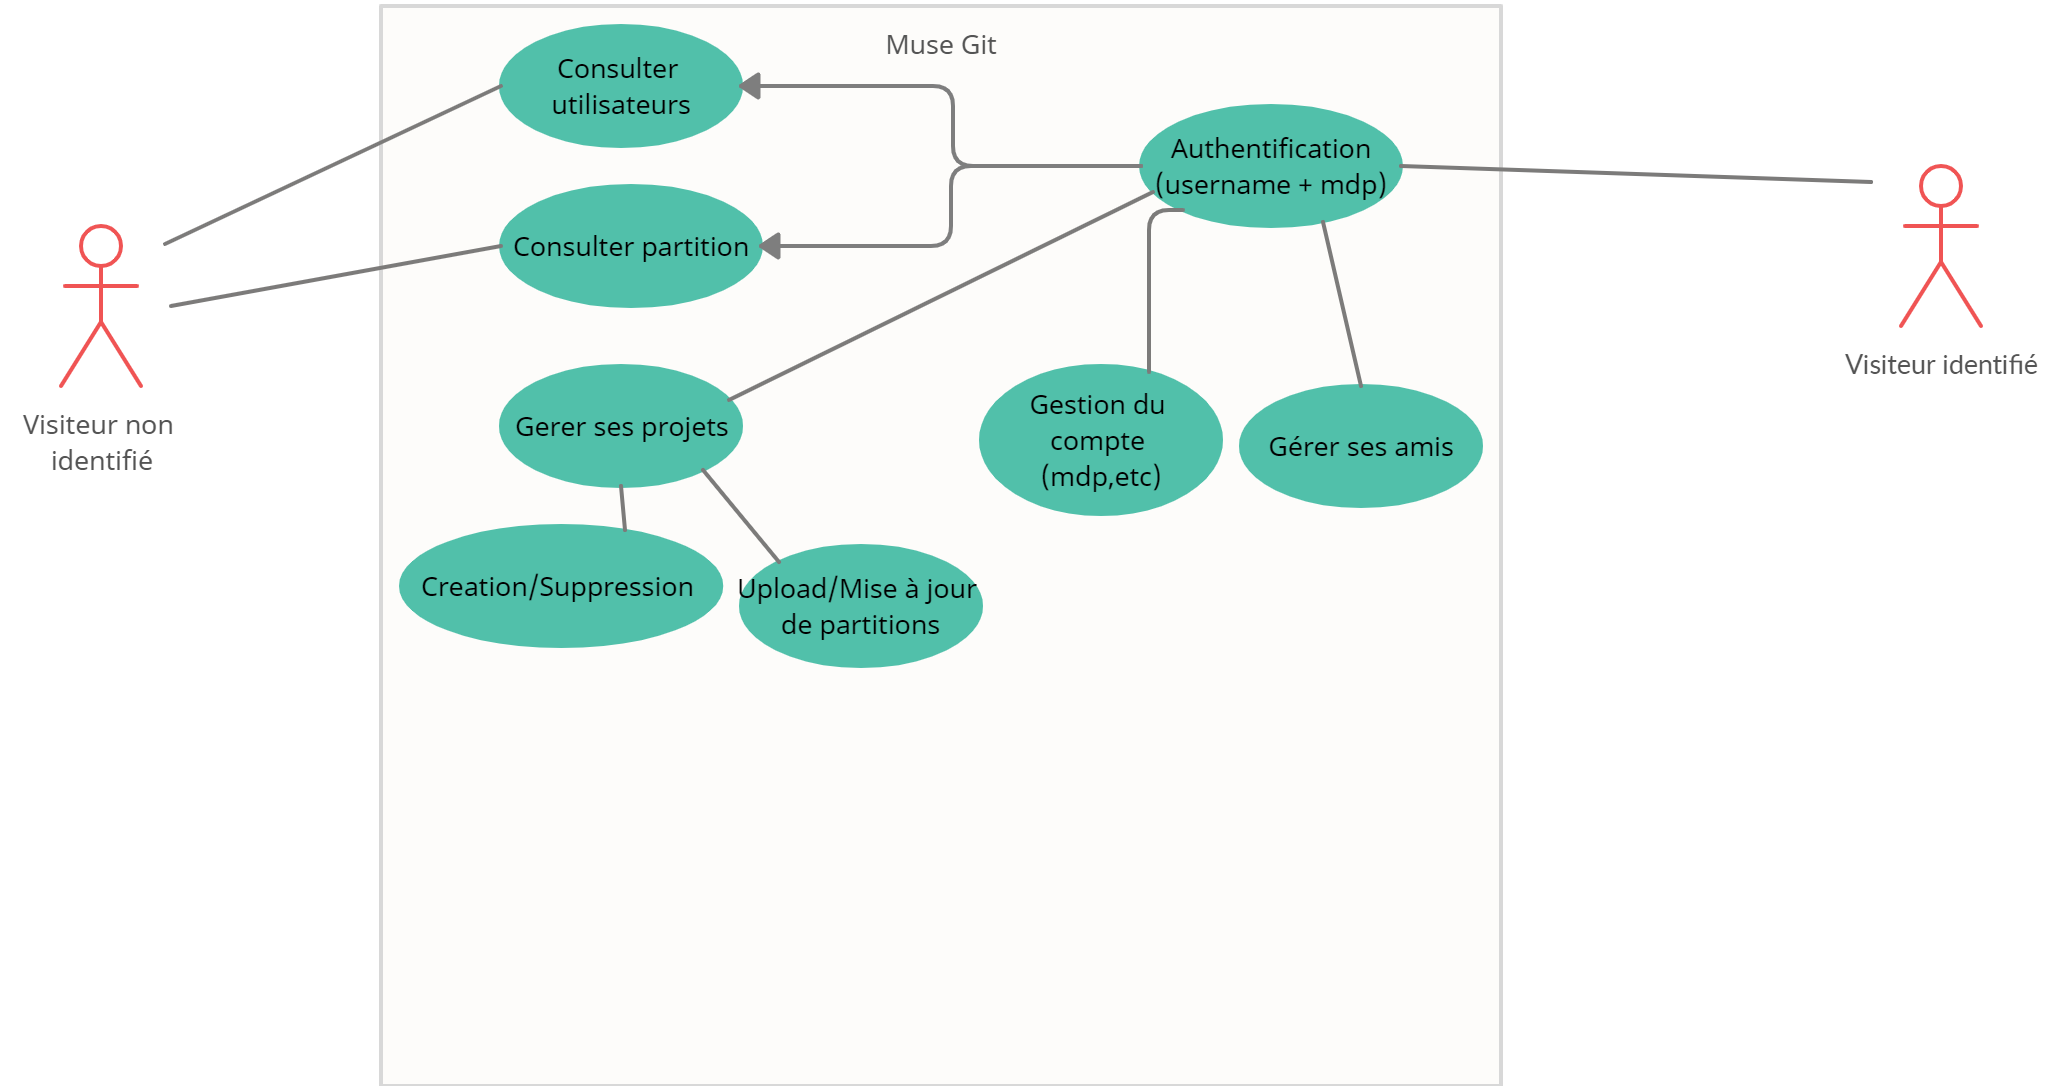 Muse Git
Consulter
utilisateurs
Authentification
(username + mdp)
Consulter partition
Visiteur identifié
Visiteur non
identifié
Gerer ses projets
Gestion du
compte
(mdp,etc)
Gérer ses amis
Creation/Suppression
Upload/Mise à jour
de partitions